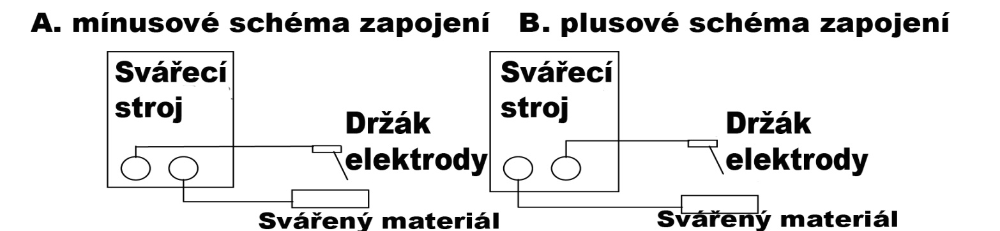 A. mínusové schéma zapojení
B. plusové schéma zapojení
Svářecí
stroj
Držák
elektrody
Svářený materiál
Svářecí
stroj
Držák
elektrody
Svářený materiál